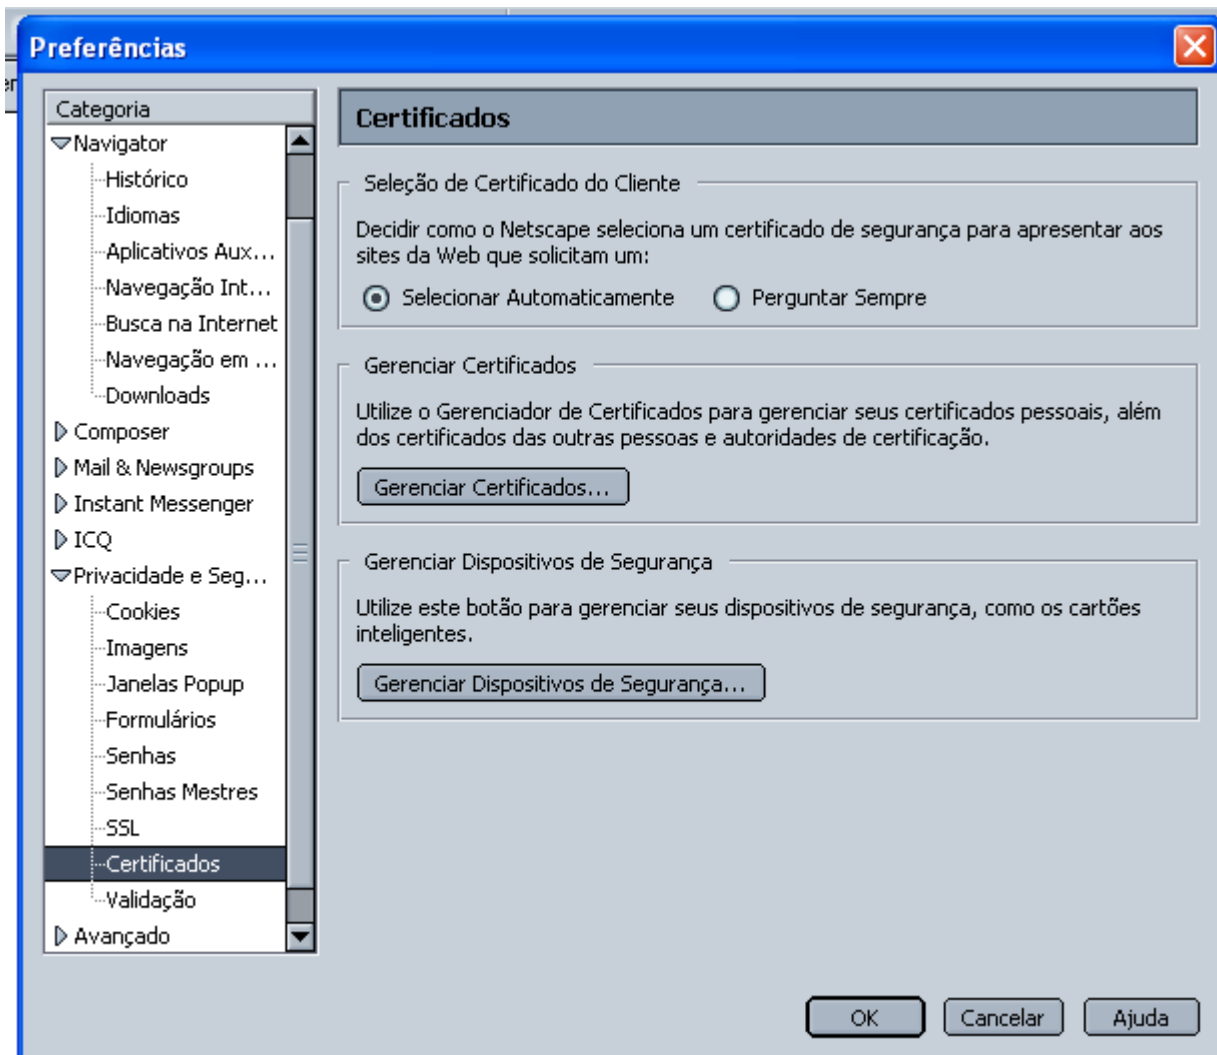 Preferências
er
Categoria
Navigator
Histórico
Idiomas
Aplicativos Aux...
Navegação Int...
Busca na Internet
Navegação em ...
Downloads
Composer
Mail & Newsgroups
Instant Messenger
ICQ
Privacidade e Seg...
Cookies
Imagens
Janelas Popup
Formulários
Senhas
Senhas Mestres
SSL
Certificados
Validação
Avançado
Certificados
Seleção de Certificado do Cliente
Decidir como o Netscape seleciona um certificado de segurança para apresentar aos
sites da Web que solicitam um:
Selecionar Automaticamente
Perguntar Sempre
Gerenciar Certificados
Utilize o Gerenciador de Certificados para gerenciar seus certificados pessoais, além
dos certificados das outras pessoas e autoridades de certificação.
Gerenciar Certificados...
Gerenciar Dispositivos de Segurança
Utilize este botão para gerenciar seus dispositivos de segurança, como os cartões
inteligentes.
Gerenciar Dispositivos de Segurança...
OK
Cancelar
Ajuda